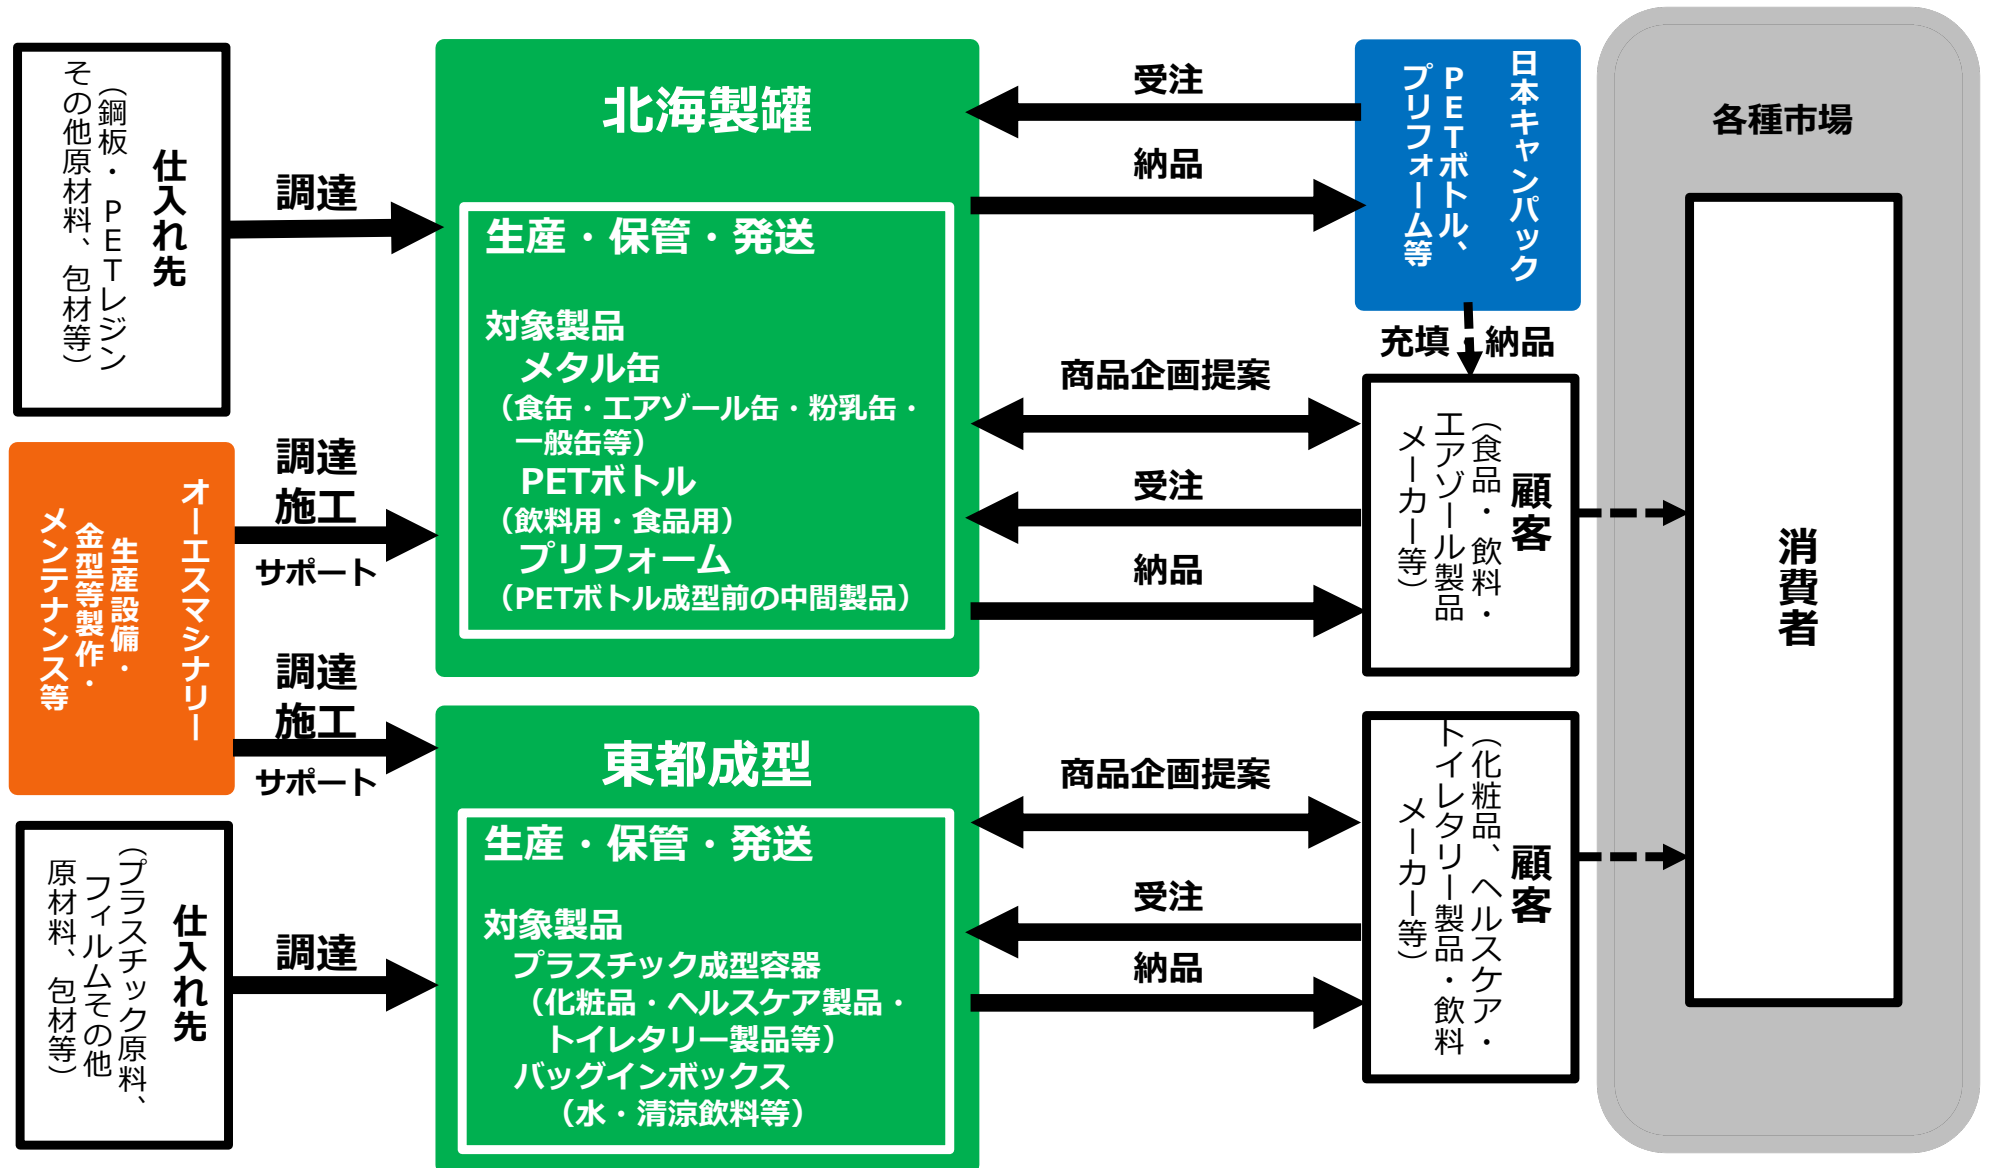 仕入れ先
（鋼板・PETレジン
その他原材料、包材等）
調達
オーエスマシナリー
生産設備・
金型等製作・
メンテナンス等
調達
施工
サポート
調達
施工
サポート
仕入れ先
（プラスチック原料、
フィルムその他
原材料、包材等）
調達
北海製罐
生産・保管・発送
対象製品
メタル缶
（食缶・エアゾール缶・粉乳缶・
一般缶等）
PETボトル
（飲料用・食品用）
プリフォーム
（PETボトル成型前の中間製品）
東都成型
生産・保管・発送
対象製品
プラスチック成型容器
（化粧品・ヘルスケア製品・
トイレタリー製品等）
バッグインボックス
（水・清涼飲料等）
受注
納品
日本キャンパック
PETボトル、
プリフォーム等
充填・納品
商品企画提案
受注
納品
顧客
（食品・飲料・
エアゾール製品
メーカー等）
商品企画提案
受注
納品
顧客
（化粧品、ヘルスケア・
トイレタリー製品・飲料
メーカー等）
各種市場
消費者